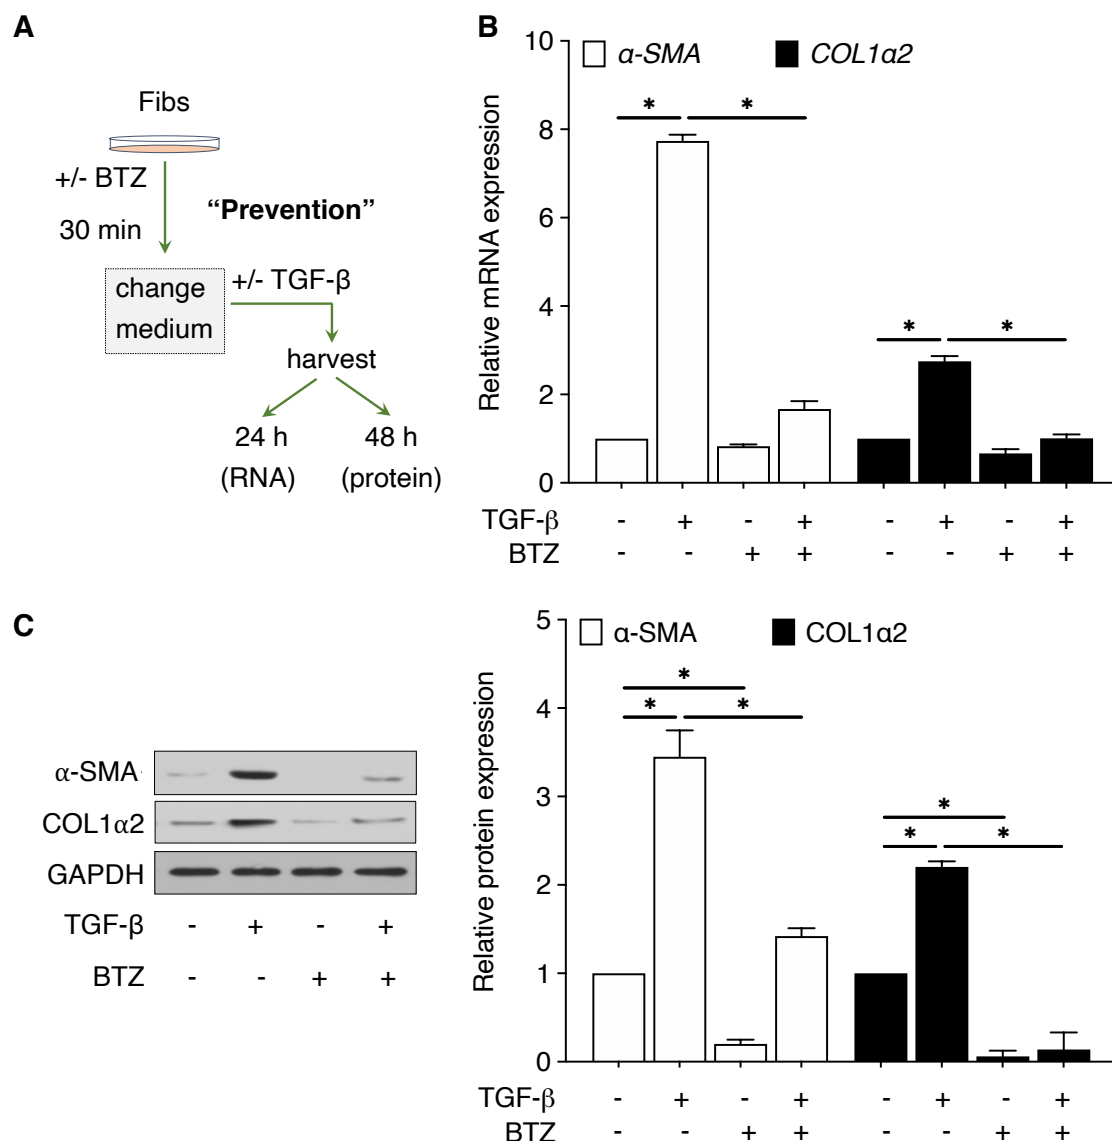 A
Fibs
+/- BTZ
30 min
“Prevention”
change
medium
+/- TGF-β
harvest
24 h
(RNA)
48 h
(protein)
B
Relative mRNA expression
10
8
6
4
2
0
α-SMA
COL1α2
* *
* *
TGF-β - + - + - + - +
BTZ - - + + - - + +
C
α-SMA
COL1α2
GAPDH
TGF-β - + - +
BTZ - - + +
Relative protein expression
5
4
3
2
1
0
α-SMA
COL1α2
*
* *
*
* *
TGF-β - + - + - + - +
BTZ - - + + - - + +